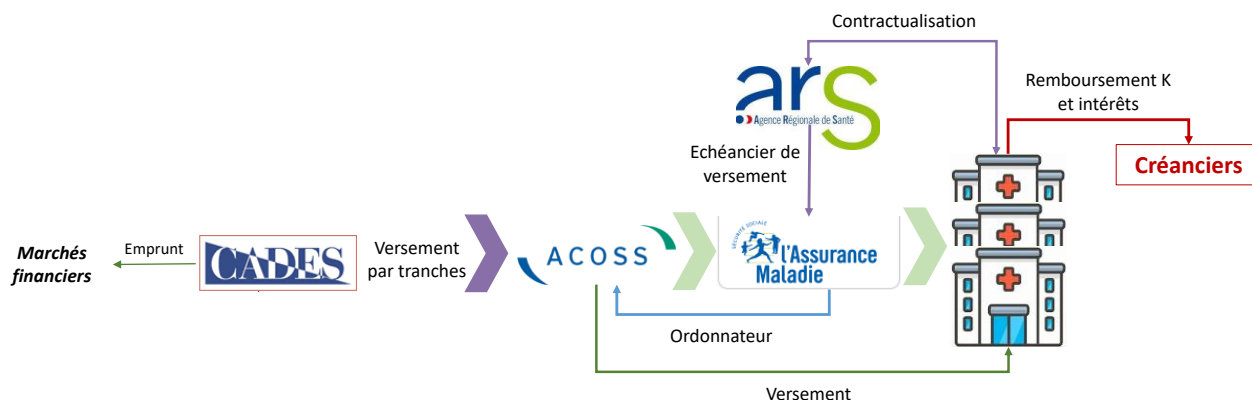 Contractualisation
ars
Agence Régionale de Santé
Remboursement K
et intérêts
Créanciers
Echéancier de
versement
Marchés
financiers
Emprunt
CADES
Versement
par tranches
ACOSS
SÉCURITÉ SOCIALE
l'Assurance
Maladie
Ordonnateur
Versement